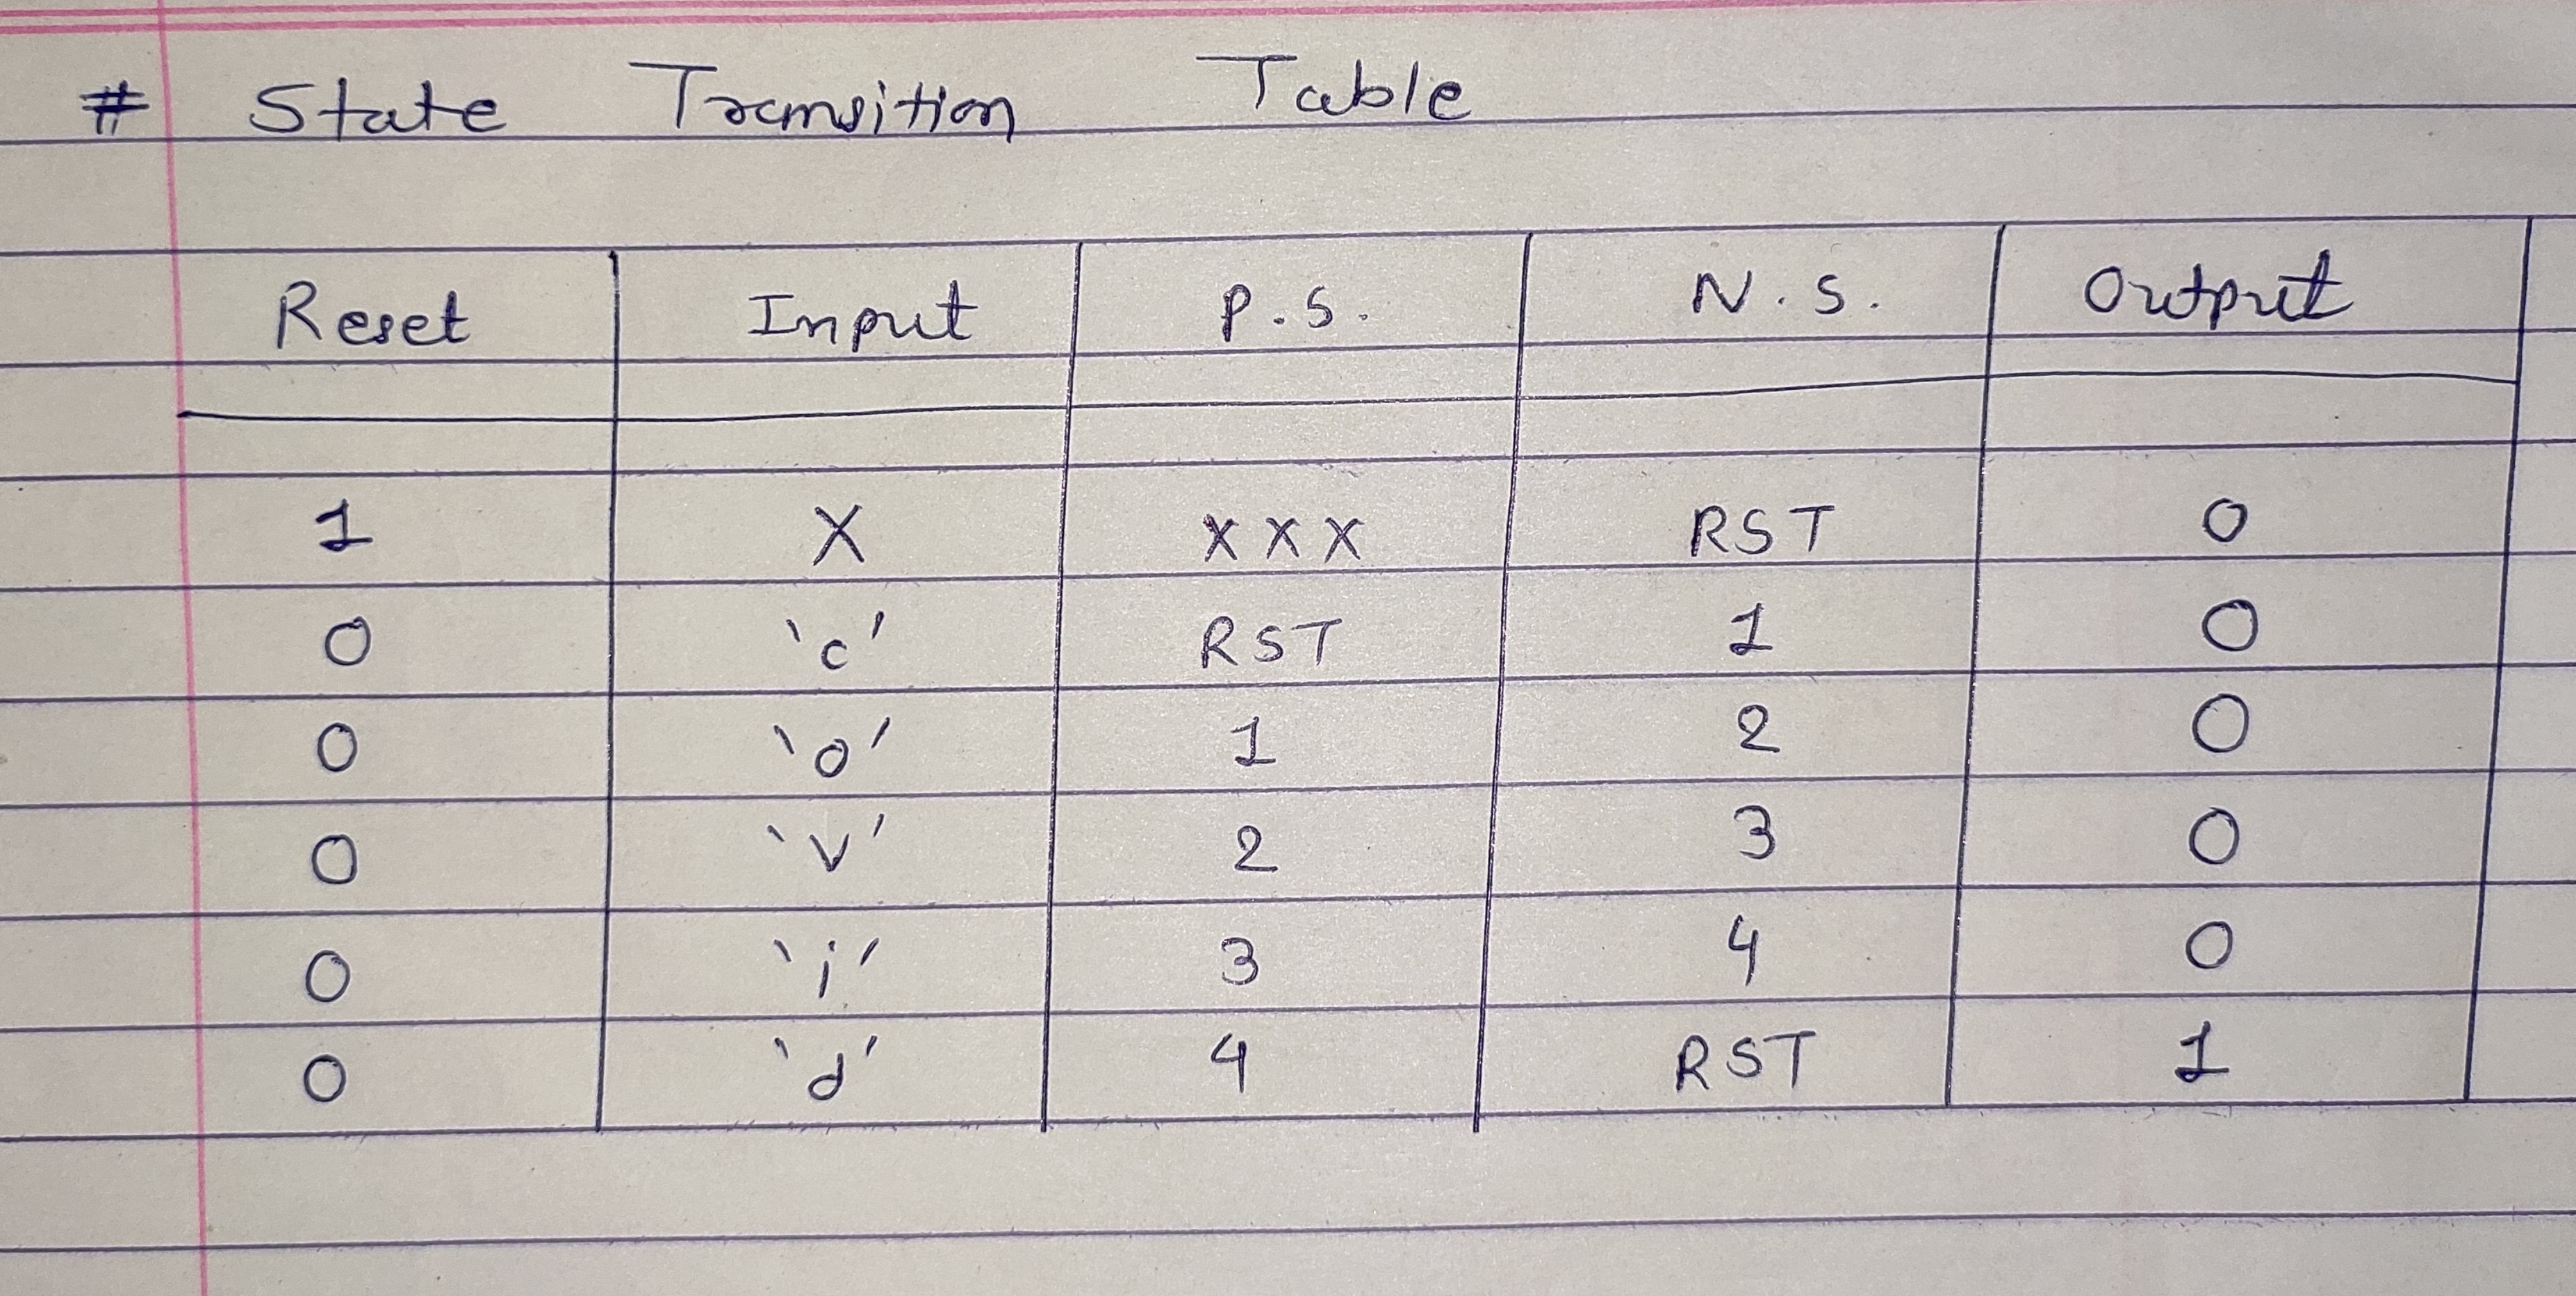 # State Transition Table
Reset Input P.S. N.S. Output
1 X XXX RST 0
0 'c' RST 1 0
0 'o' 1 2 0
0 'v' 2 3 0
0 'i' 3 4 0
0 'd' 4 RST 1